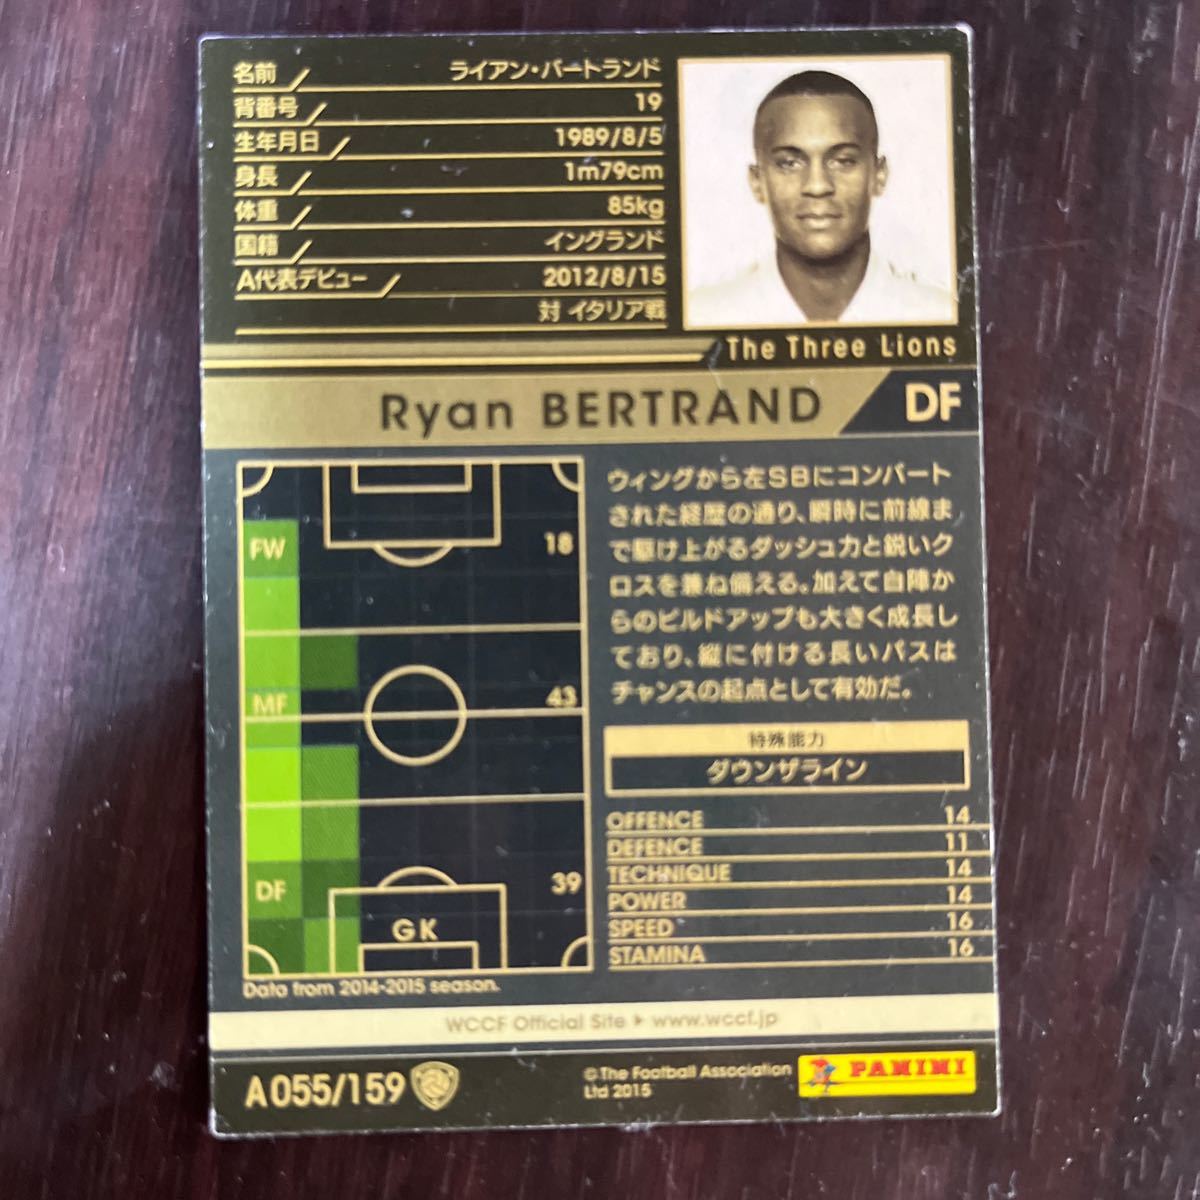 名前 ライアン・バートランド
背番号 19
生年月日 1989/8/5
身長 1m79cm
体重 85kg
国籍 イングランド
A代表デビュー 2012/8/15
対 イタリア戦
The Three Lions
Ryan BERTRAND DF
FW 18
MF 43
DF 39
GK
Data from 2014-2015 season.
ウィングから左SBにコンバート
された経歴の通り、瞬時に前線ま
で駆け上がるダッシュ力と鋭いク
ロスを兼ね備える。加えて自陣か
らのビルドアップも大きく成長し
ており、縦に付ける長いパスは
チャンスの起点として有効だ。
特殊能力
ダウンザライン
OFFENCE 14
DEFENCE 11
TECHNIQUE 14
POWER 14
SPEED 16
STAMINA 16
WCCF Official Site ▶ www.wccf.jp
A055/159
©The Football Association
Ltd 2015
PANINI